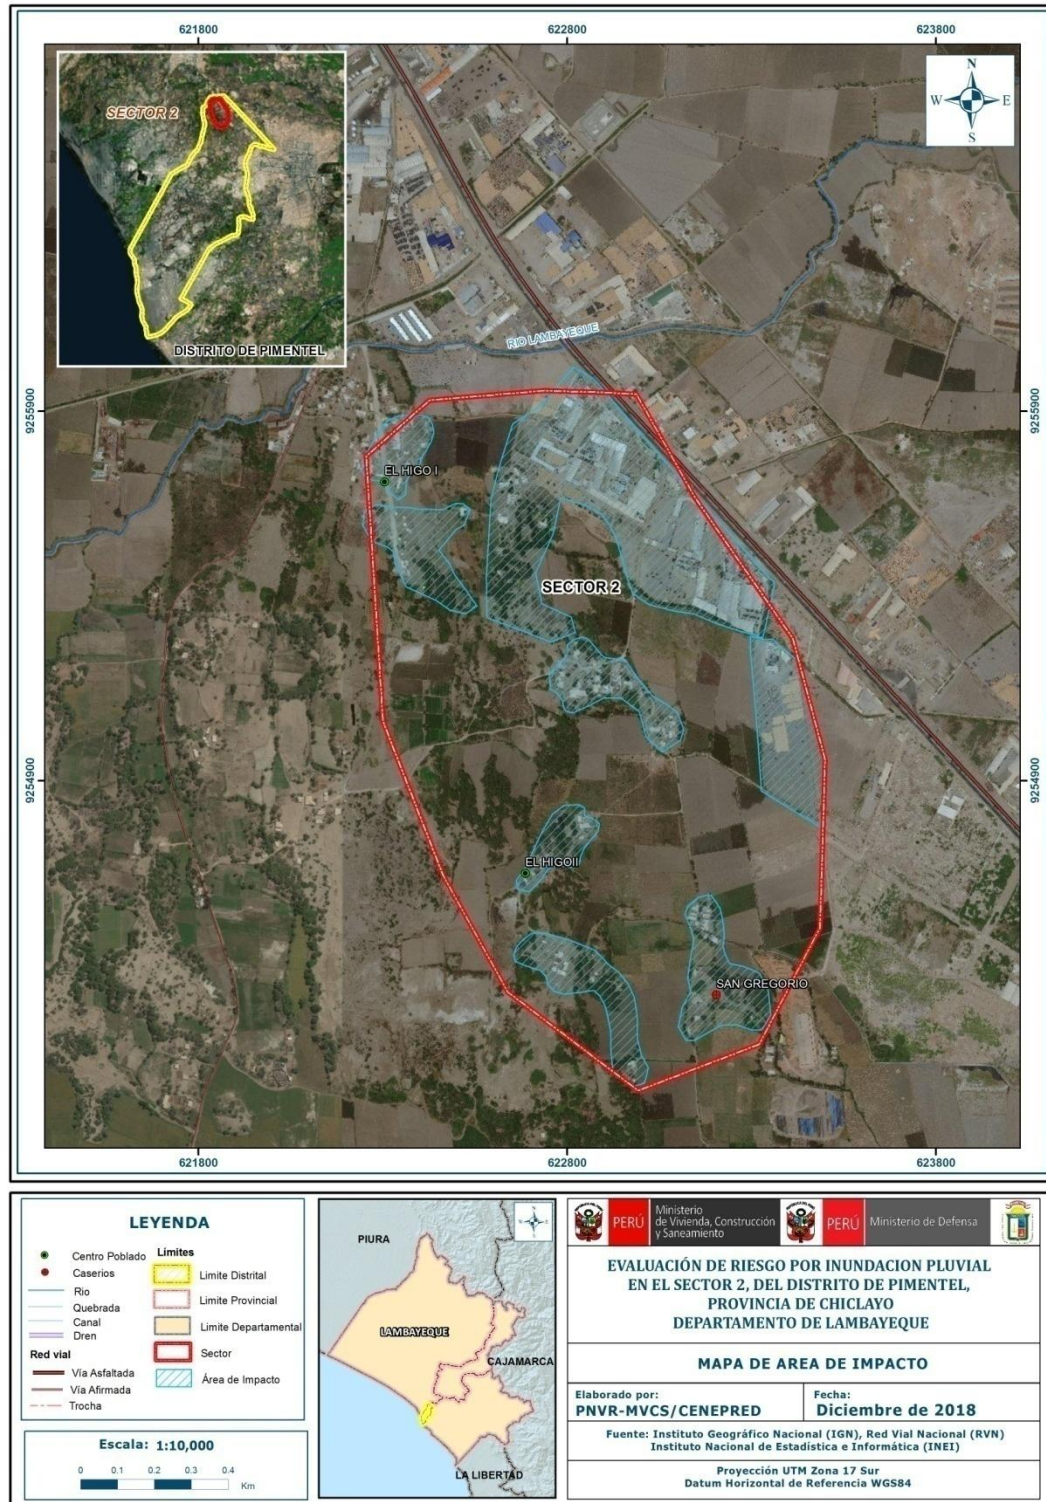 621800
622800
623800
SECTOR 2
DISTRITO DE PIMENTEL
N
W
E
S
RIO LAMBAYEQUE
9255900
9255900
EL HIGO I
SECTOR 2
9254900
9254900
EL HIGOII
SAN GREGORIO
621800
622800
623800
LEYENDA
Centro Poblado
Caserios
Rio
Quebrada
Canal
Dren
Red vial
Vía Asfaltada
Vía Afirmada
Trocha
Límites
Limite Distrital
Limite Provincial
Limite Departamental
Sector
Área de Impacto
Escala: 1:10,000
0 0.1 0.2 0.3 0.4
Km
PIURA
LAMBAYEQUE
CAJAMARCA
LA LIBERTAD
PERÚ
Ministerio
de Vivienda, Construcción
y Saneamiento
PERÚ
Ministerio de Defensa
EVALUACIÓN DE RIESGO POR INUNDACION PLUVIAL
EN EL SECTOR 2, DEL DISTRITO DE PIMENTEL,
PROVINCIA DE CHICLAYO
DEPARTAMENTO DE LAMBAYEQUE
MAPA DE AREA DE IMPACTO
Elaborado por:
PNVR-MVCS/CENEPRED
Fecha:
Diciembre de 2018
Fuente: Instituto Geográfico Nacional (IGN), Red Vial Nacional (RVN)
Instituto Nacional de Estadística e Informática (INEI)
Proyección UTM Zona 17 Sur
Datum Horizontal de Referencia WGS84